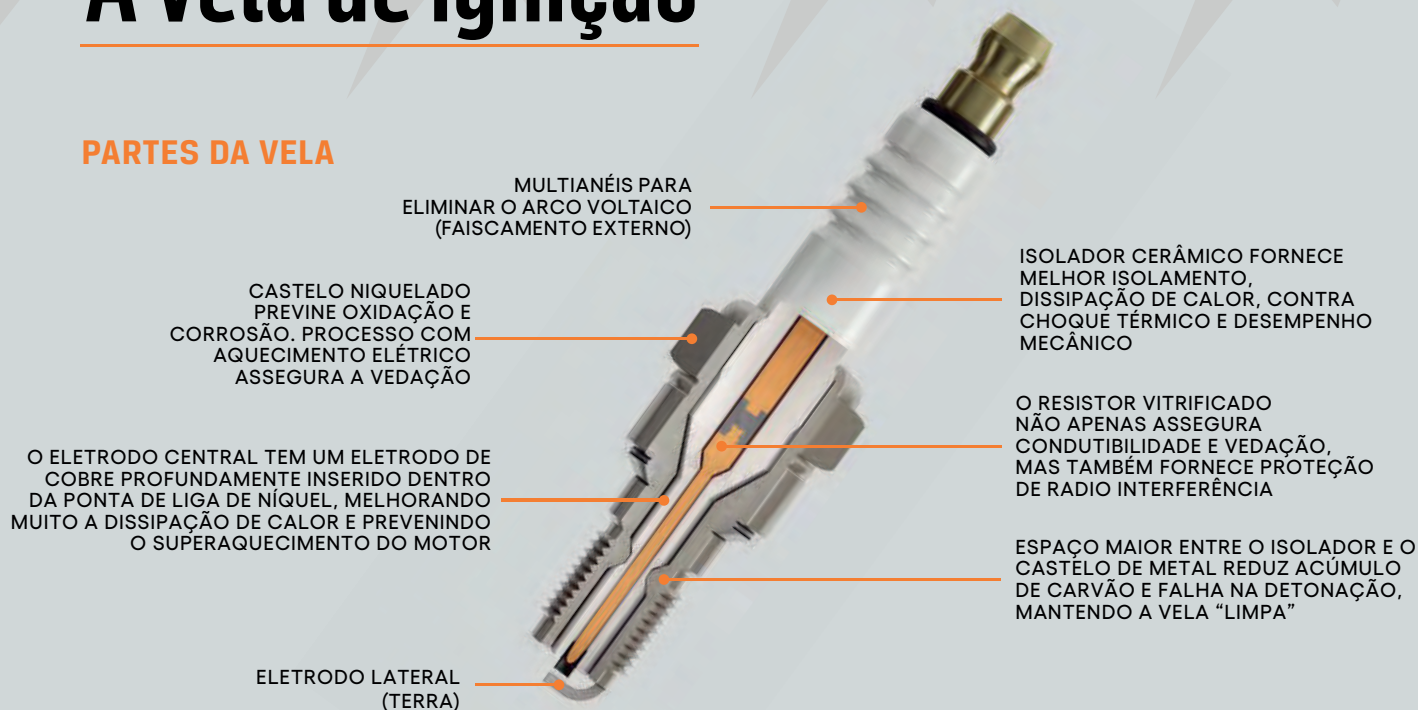 A Vela de Ignição
PARTES DA VELA
MULTIANÉIS PARA
ELIMINAR O ARCO VOLTAICO
(FAISCAMENTO EXTERNO)
CASTELO NIQUELADO
PREVINE OXIDAÇÃO E
CORROSÃO. PROCESSO COM
AQUECIMENTO ELÉTRICO
ASSEGURA A VEDAÇÃO
O ELETRODO CENTRAL TEM UM ELETRODO DE
COBRE PROFUNDAMENTE INSERIDO DENTRO
DA PONTA DE LIGA DE NÍQUEL, MELHORANDO
MUITO A DISSIPAÇÃO DE CALOR E PREVENINDO
O SUPERAQUECIMENTO DO MOTOR
ELETRODO LATERAL
(TERRA)
ISOLADOR CERÂMICO FORNECE
MELHOR ISOLAMENTO,
DISSIPAÇÃO DE CALOR, CONTRA
CHOQUE TÉRMICO E DESEMPENHO
MECÂNICO
O RESISTOR VITRIFICADO
NÃO APENAS ASSEGURA
CONDUTIBILIDADE E VEDAÇÃO,
MAS TAMBÉM FORNECE PROTEÇÃO
DE RADIO INTERFERÊNCIA
ESPAÇO MAIOR ENTRE O ISOLADOR E O
CASTELO DE METAL REDUZ ACÚMULO
DE CARVÃO E FALHA NA DETONAÇÃO,
MANTENDO A VELA “LIMPA”